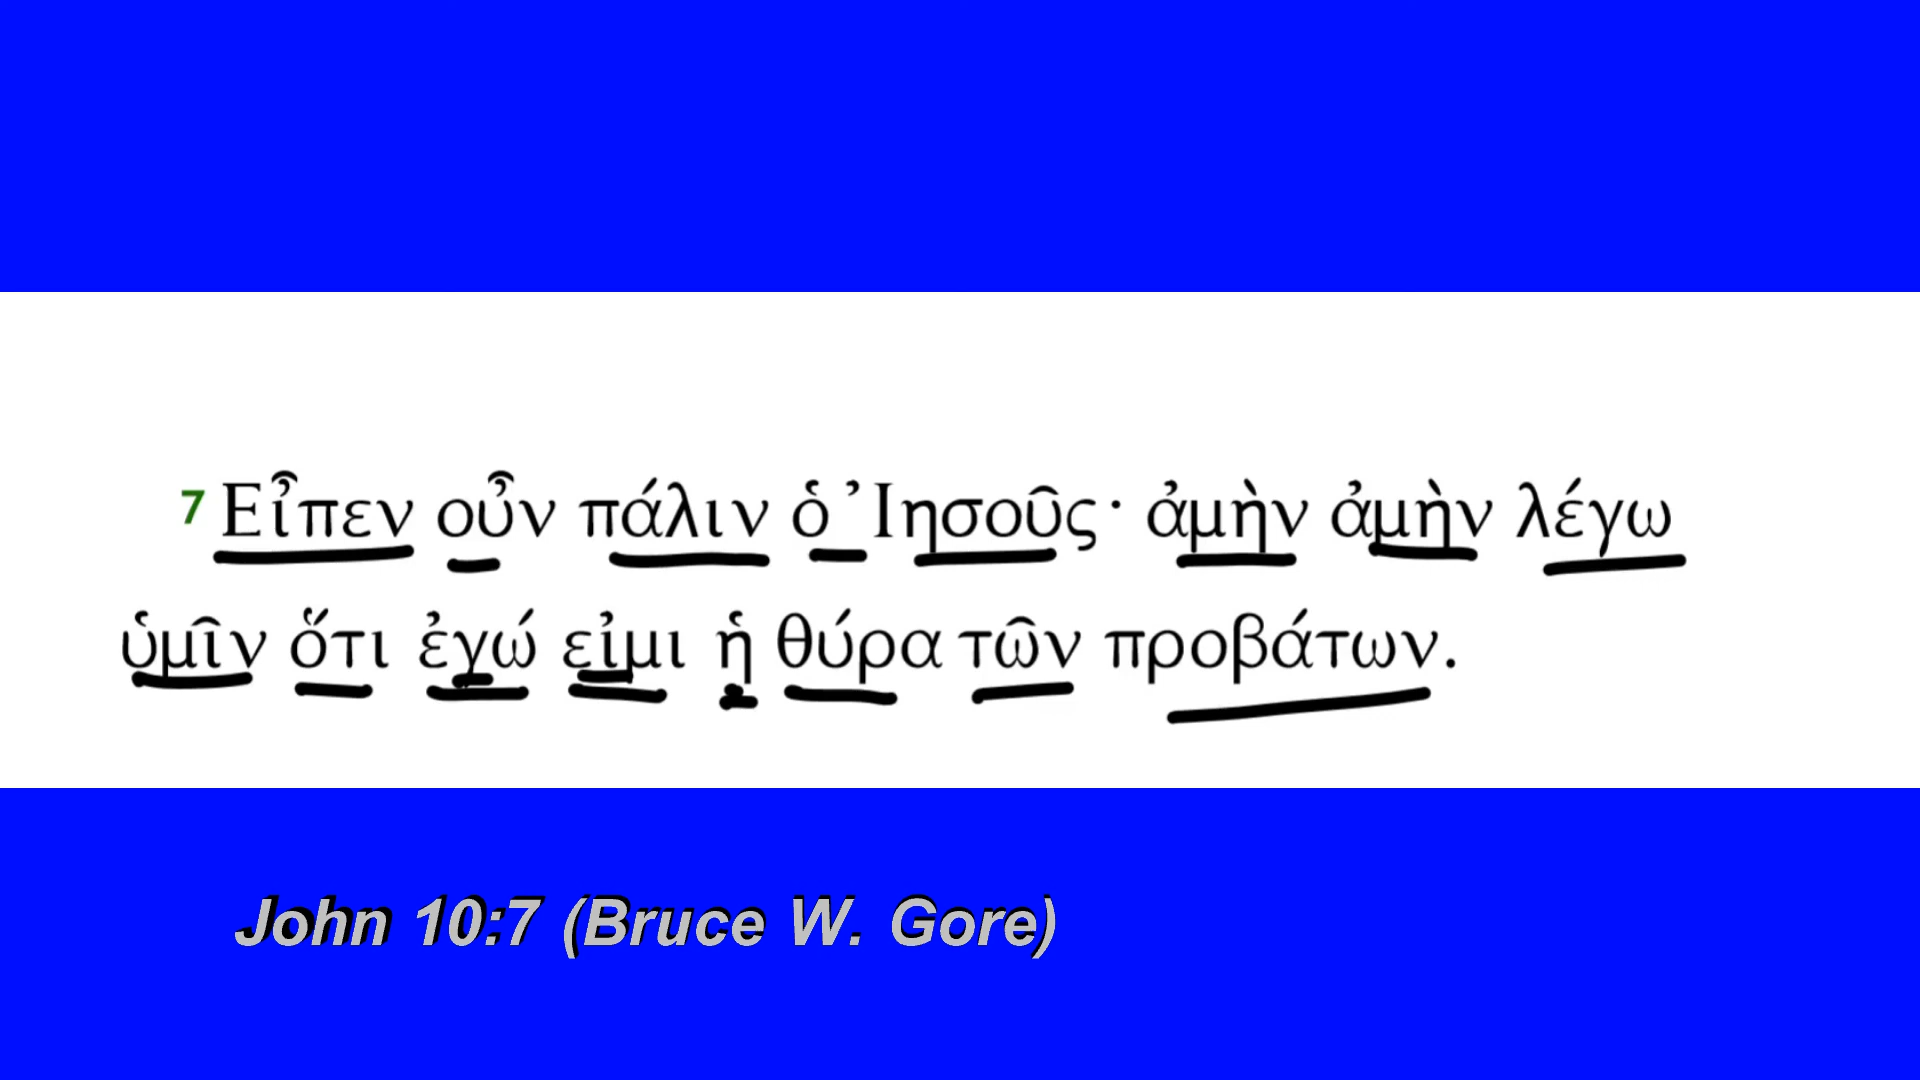 7 Εἶπεν οὖν πάλιν ὁ Ἰησοῦς· ἀμὴν ἀμὴν λέγω
ὑμῖν ὅτι ἐγώ εἰμι ἡ θύρα τῶν προβάτων.
John 10:7 (Bruce W. Gore)